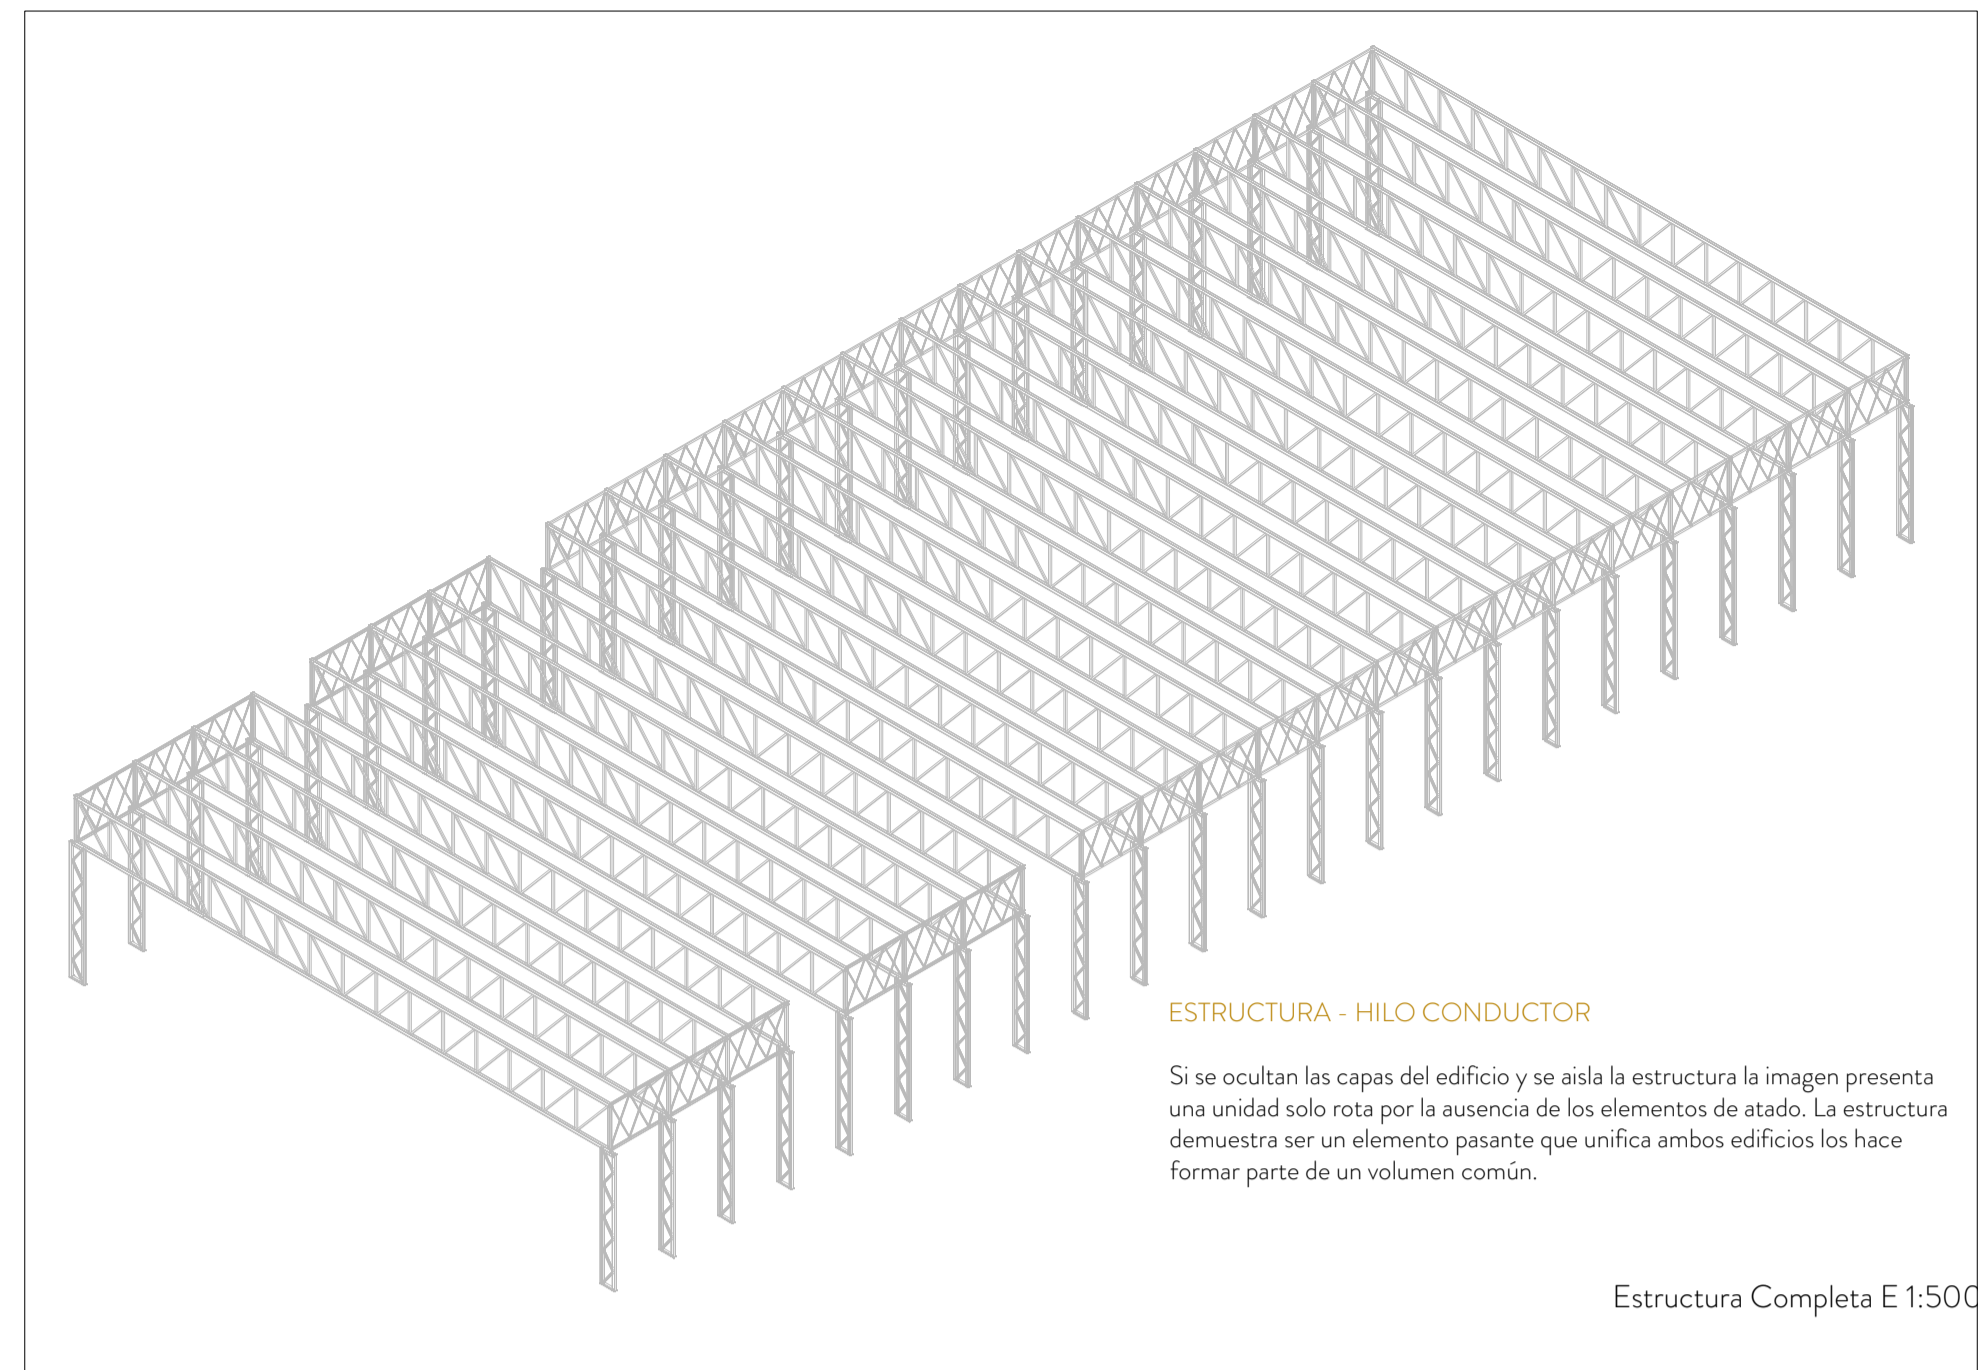 ESTRUCTURA - HILO CONDUCTOR
Si se ocultan las capas del edificio y se aisla la estructura la imagen presenta
una unidad solo rota por la ausencia de los elementos de atado. La estructura
demuestra ser un elemento pasante que unifica ambos edificios los hace
formar parte de un volumen común.
Estructura Completa E 1:500